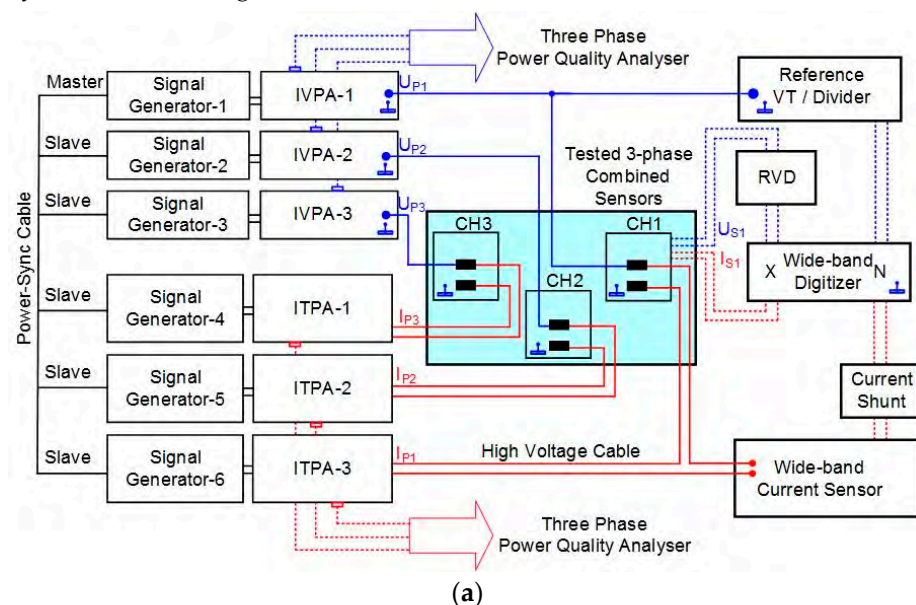 Three Phase
Power Quality Analyser
Master
Signal
Generator-1
IVPA-1
UP1
Reference
VT / Divider
Slave
Signal
Generator-2
IVPA-2
UP2
Tested 3-phase
Combined
Sensors
RVD
Slave
Signal
Generator-3
IVPA-3
UP3
CH3
CH1
US1
IS1
X
Wide-band
Digitizer
N
CH2
Power-Sync Cable
Slave
Signal
Generator-4
ITPA-1
IP3
Slave
Signal
Generator-5
ITPA-2
IP2
Current
Shunt
Slave
Signal
Generator-6
ITPA-3
IP1
High Voltage Cable
Wide-band
Current Sensor
Three Phase
Power Quality Analyser
(a)